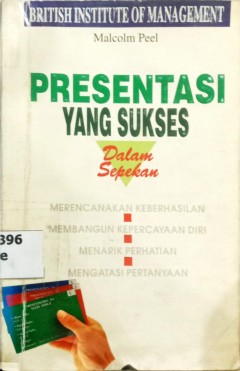 BRITISH INSTITUTE OF MANAGEMENT
Malcolm Peel
PRESENTASI
YANG SUKSES
Dalam
Sepekan
MERENCANAKAN KEBERHASILAN
MEMBANGUN KEPERCAYAAN DIRI
MENARIK PERHATIAN
MENGATASI PERTANYAAN
396
e